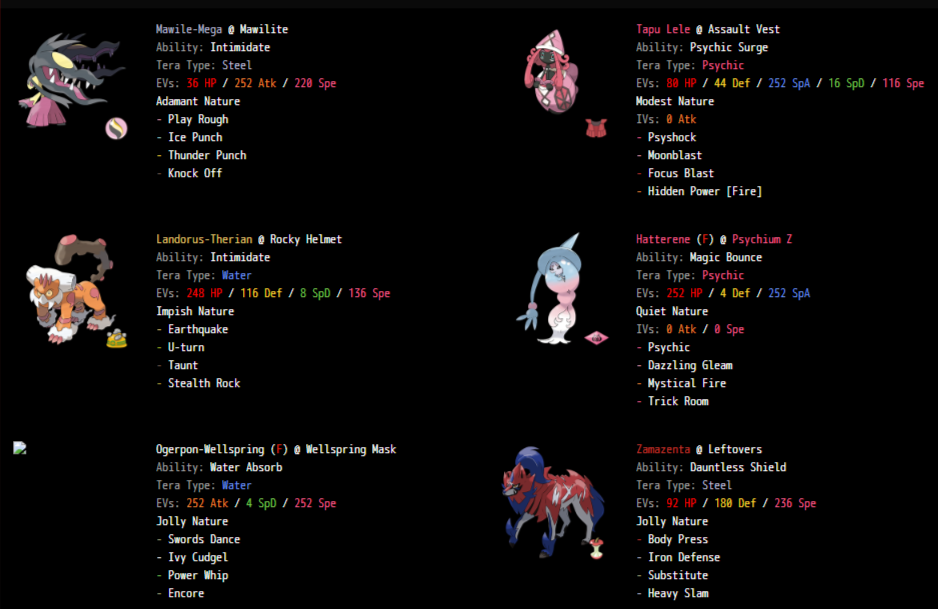 Mawile-Mega @ Mawilite
Ability: Intimidate
Tera Type: Steel
EVs: 36 HP / 252 Atk / 220 Spe
Adamant Nature
- Play Rough
- Ice Punch
- Thunder Punch
- Knock Off
Tapu Lele @ Assault Vest
Ability: Psychic Surge
Tera Type: Psychic
EVs: 80 HP / 44 Def / 252 SpA / 16 SpD / 116 Spe
Modest Nature
IVs: 0 Atk
- Psyshock
- Moonblast
- Focus Blast
- Hidden Power [Fire]
Landorus-Therian @ Rocky Helmet
Ability: Intimidate
Tera Type: Water
EVs: 248 HP / 116 Def / 8 SpD / 136 Spe
Impish Nature
- Earthquake
- U-turn
- Taunt
- Stealth Rock
Hatterene (F) @ Psychium Z
Ability: Magic Bounce
Tera Type: Psychic
EVs: 252 HP / 4 Def / 252 SpA
Quiet Nature
IVs: 0 Atk / 0 Spe
- Psychic
- Dazzling Gleam
- Mystical Fire
- Trick Room
Ogerpon-Wellspring (F) @ Wellspring Mask
Ability: Water Absorb
Tera Type: Water
EVs: 252 Atk / 4 SpD / 252 Spe
Jolly Nature
- Swords Dance
- Ivy Cudgel
- Power Whip
- Encore
Zamazenta @ Leftovers
Ability: Dauntless Shield
Tera Type: Steel
EVs: 92 HP / 180 Def / 236 Spe
Jolly Nature
- Body Press
- Iron Defense
- Substitute
- Heavy Slam